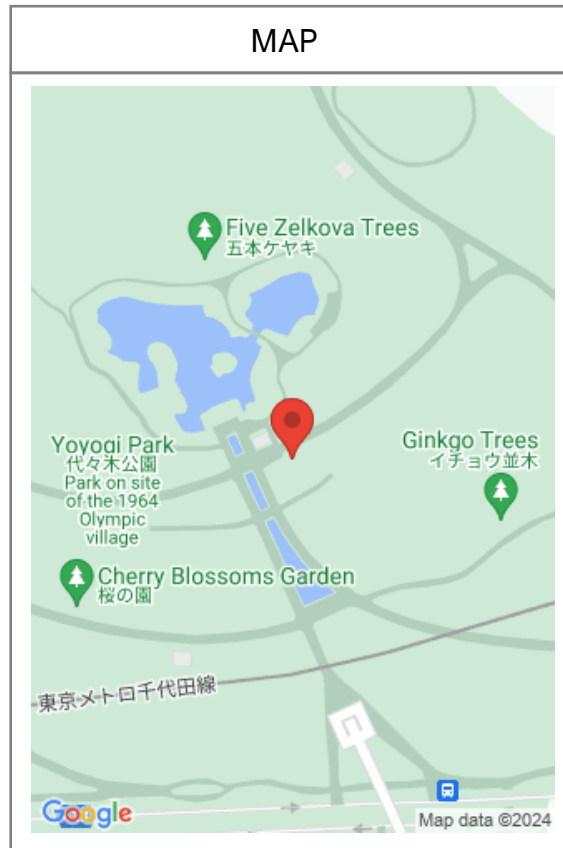 MAP
Five Zelkova Trees
五本ケヤキ
Yoyogi Park
代々木公園
Park on site
of the 1964
Olympic
village
Ginkgo Trees
イチョウ並木
Cherry Blossoms Garden
桜の園
東京メトロ千代田線
Google
Map data ©2024